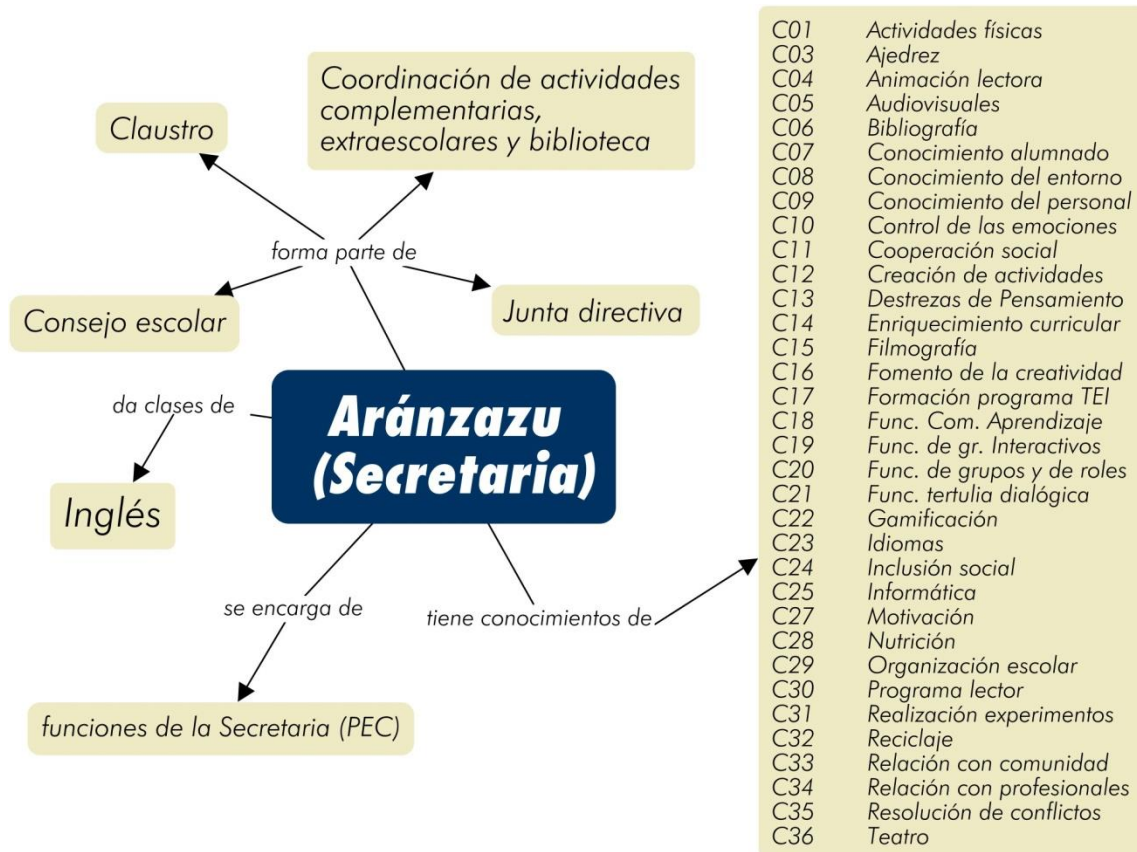 Coordinación de actividades
complementarias,
extraescolares y biblioteca
Claustro
forma parte de
Consejo escolar
Junta directiva
da clases de
Aránzazu
(Secretaria)
Inglés
se encarga de
tiene conocimientos de
funciones de la Secretaria (PEC)
C01 Actividades físicas
C03 Ajedrez
C04 Animación lectora
C05 Audiovisuales
C06 Bibliografía
C07 Conocimiento alumnado
C08 Conocimiento del entorno
C09 Conocimiento del personal
C10 Control de las emociones
C11 Cooperación social
C12 Creación de actividades
C13 Destrezas de Pensamiento
C14 Enriquecimiento curricular
C15 Filmografía
C16 Fomento de la creatividad
C17 Formación programa TEI
C18 Func. Com. Aprendizaje
C19 Func. de gr. Interactivos
C20 Func. de grupos y de roles
C21 Func. tertulia dialógica
C22 Gamificación
C23 Idiomas
C24 Inclusión social
C25 Informática
C27 Motivación
C28 Nutrición
C29 Organización escolar
C30 Programa lector
C31 Realización experimentos
C32 Reciclaje
C33 Relación con comunidad
C34 Relación con profesionales
C35 Resolución de conflictos
C36 Teatro